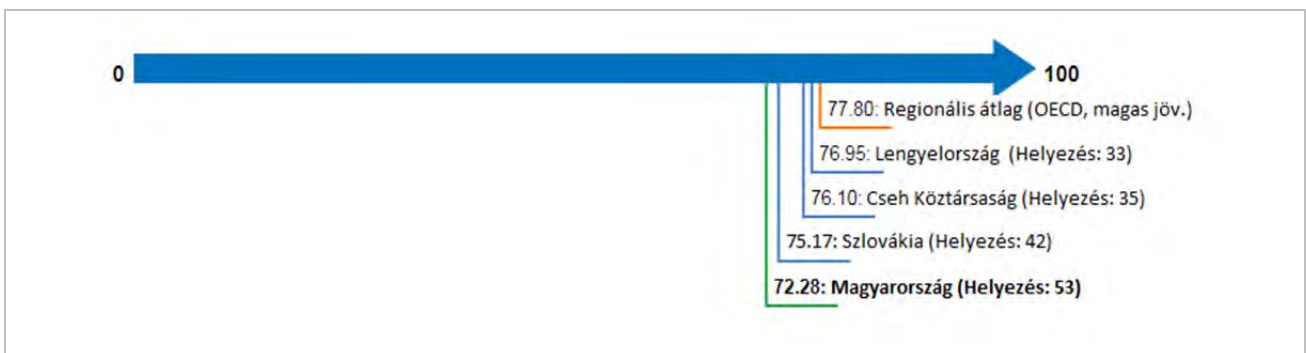 0
100
77.80: Regionális átlag (OECD, magas jöv.)
76.95: Lengyelország (Helyezés: 33)
76.10: Cseh Köztársaság (Helyezés: 35)
75.17: Szlovákia (Helyezés: 42)
72.28: Magyarország (Helyezés: 53)